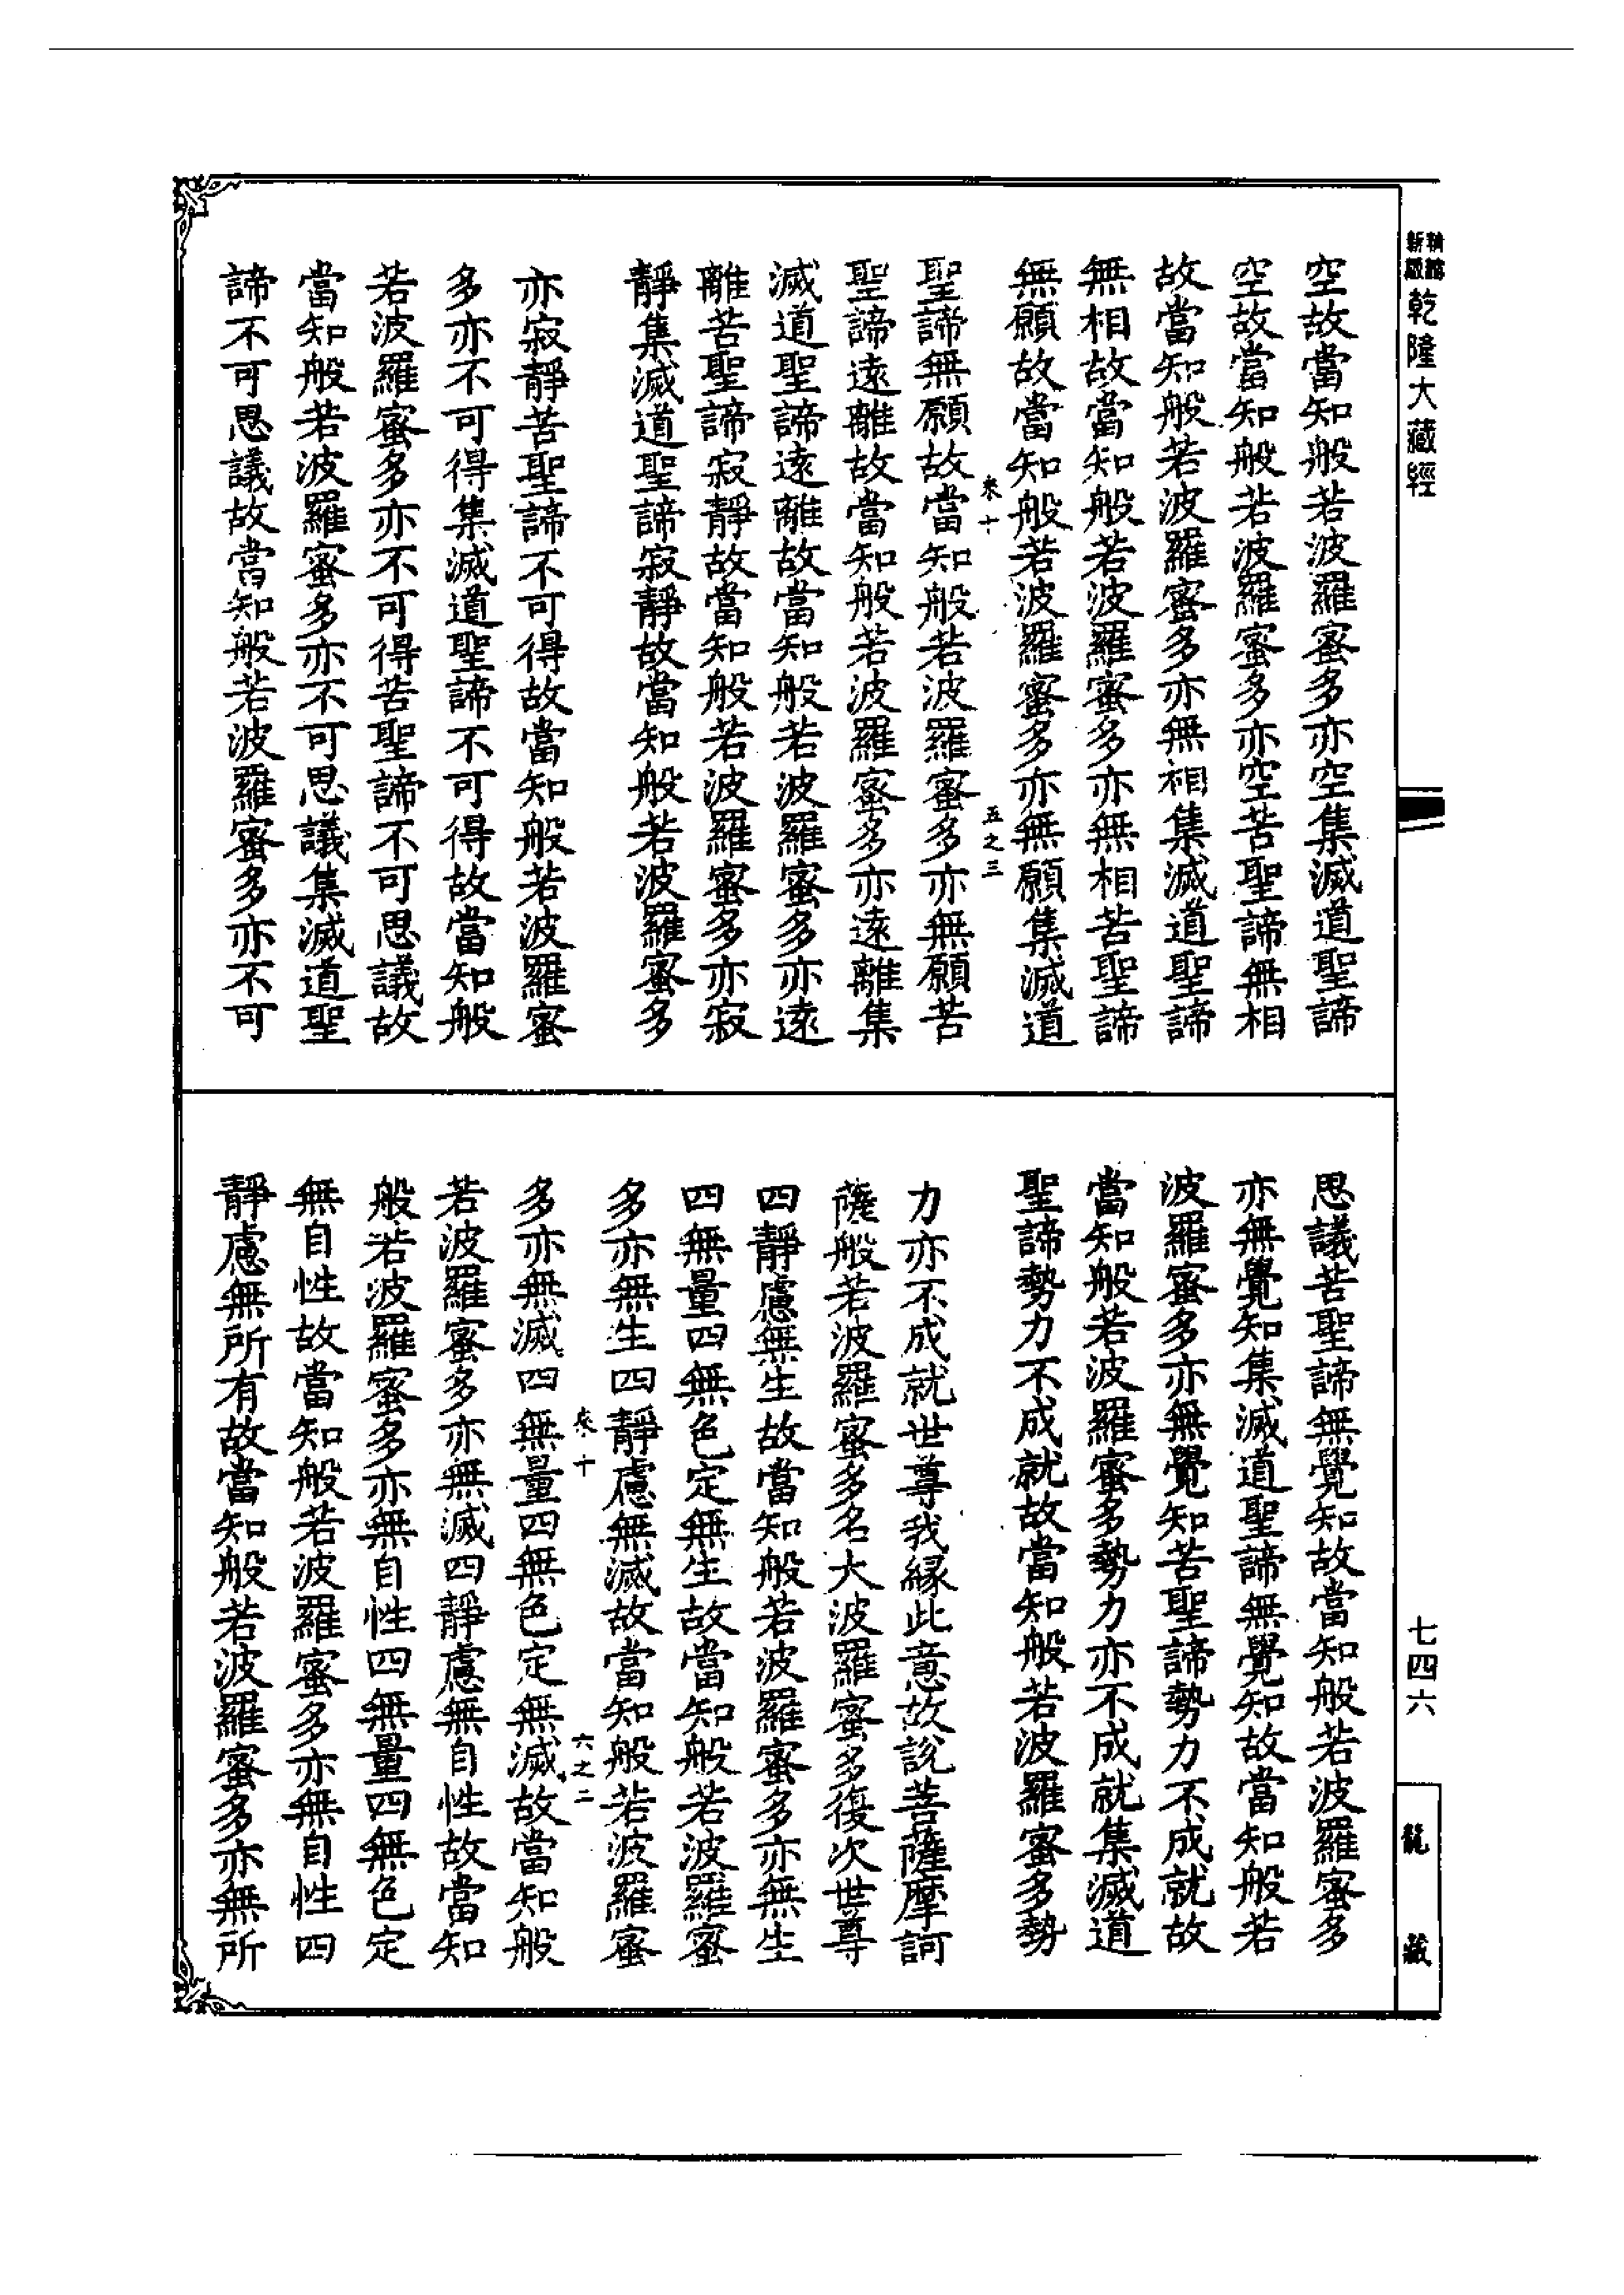 乾隆大藏經
七四六
龍藏
空故當知般若波羅蜜多亦空集滅道聖諦
空故當知般若波羅蜜多亦空苦聖諦無相
故當知般若波羅蜜多亦無相集滅道聖諦
無相故當知般若波羅蜜多亦無相苦聖諦
無願故當知般若波羅蜜多亦無願集滅道
十 五之三
聖諦無願故當知般若波羅蜜多亦無願苦
聖諦遠離故當知般若波羅蜜多亦遠離集
滅道聖諦遠離故當知般若波羅蜜多亦遠
離苦聖諦寂靜故當知般若波羅蜜多亦寂
靜集滅道聖諦寂靜故當知般若波羅蜜多
亦寂靜苦聖諦不可得故當知般若波羅蜜
多亦不可得集滅道聖諦不可得故當知般
若波羅蜜多亦不可得苦聖諦不可思議故
當知般若波羅蜜多亦不可思議集滅道聖
諦不可思議故當知般若波羅蜜多亦不可
思議苦聖諦無覺知故當知般若波羅蜜多
亦無覺知集滅道聖諦無覺知故當知般若
波羅蜜多亦無覺知苦聖諦勢力不成就故
當知般若波羅蜜多勢力亦不成就集滅道
聖諦勢力不成就故當知般若波羅蜜多勢
力亦不成就世尊我緣此意故說菩薩摩訶
薩般若波羅蜜多名大波羅蜜多復次世尊
四靜慮無生故當知般若波羅蜜多亦無生
四無量四無色定無生故當知般若波羅蜜
多亦無生四靜慮無滅故當知般若波羅蜜
十 六之二
多亦無滅四無量四無色定無滅故當知般
若波羅蜜多亦無滅四靜慮無自性故當知
般若波羅蜜多亦無自性四無量四無色定
無自性故當知般若波羅蜜多亦無自性四
靜慮無所有故當知般若波羅蜜多亦無所